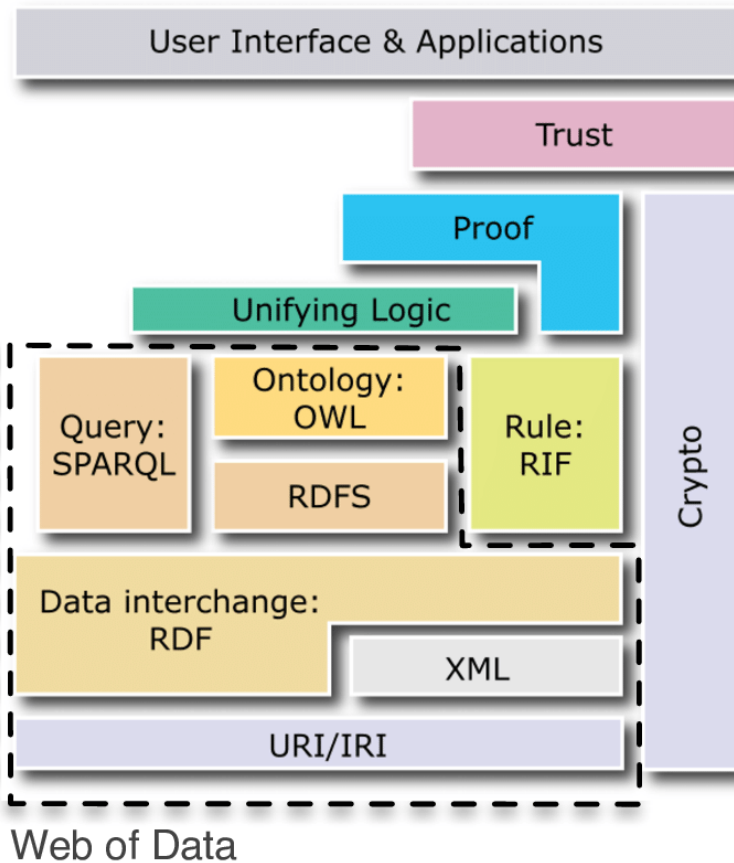 User Interface & Applications
Trust
Proof
Unifying Logic
Ontology:
OWL
Query:
SPARQL
Rule:
RIF
RDFS
Crypto
Data interchange:
RDF
XML
URI/IRI
Web of Data